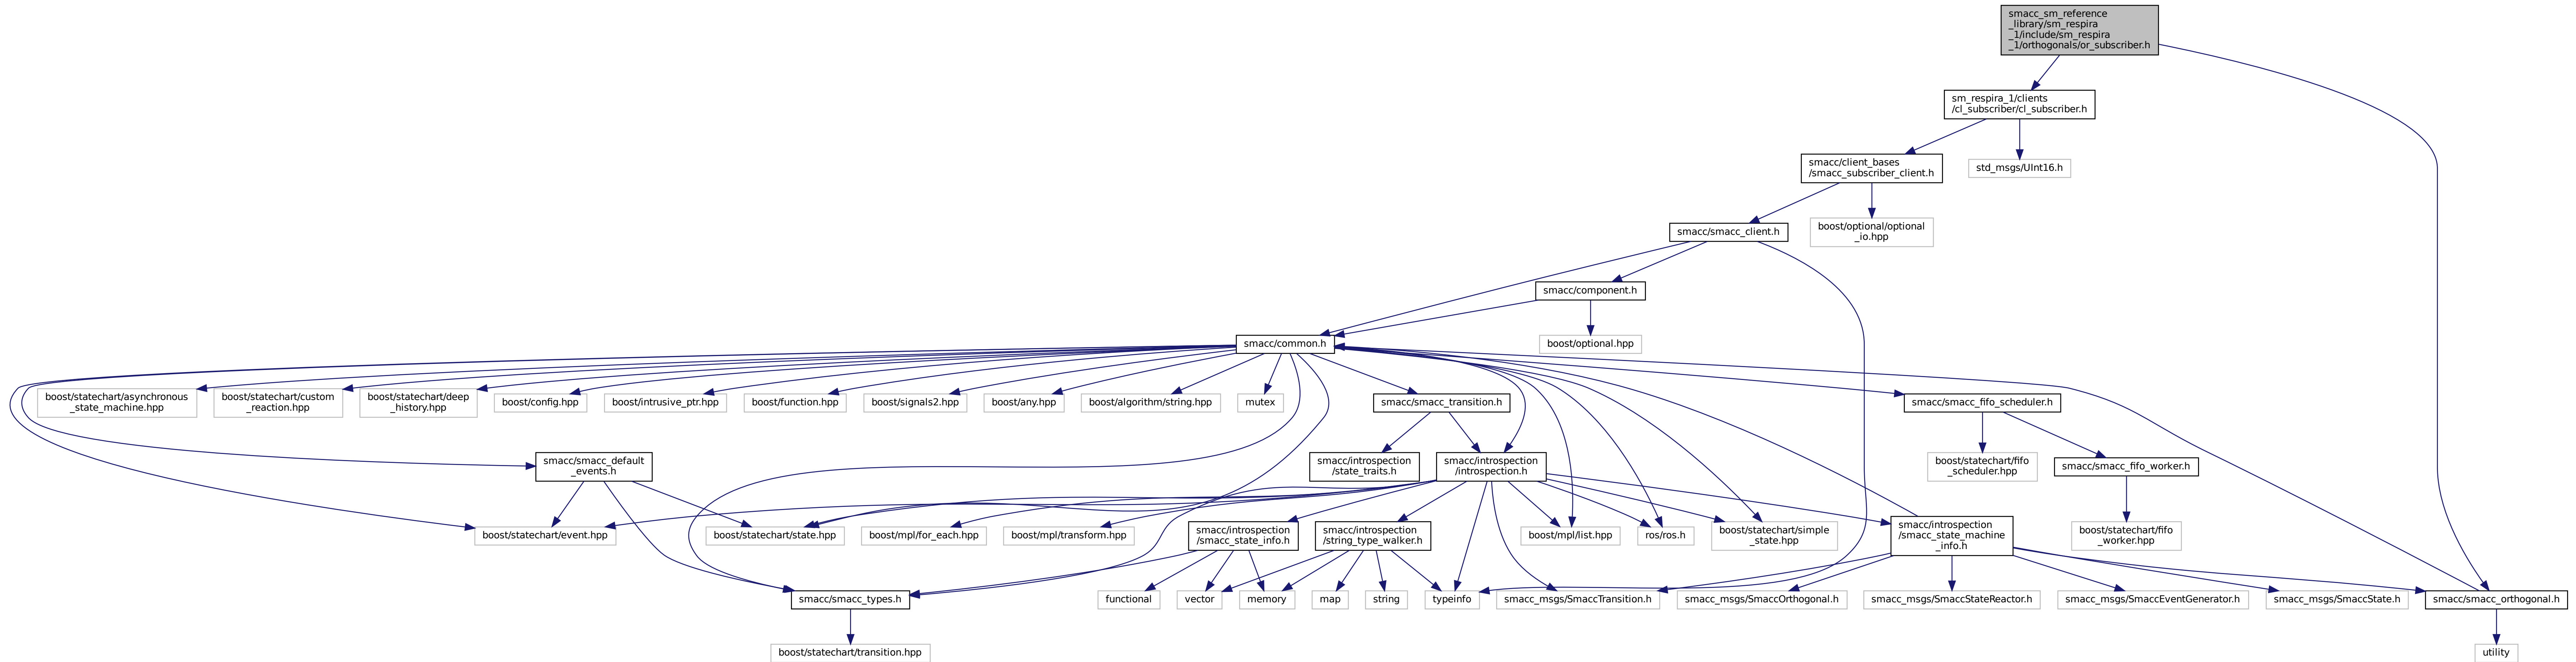 smacc_sm_reference
_library/sm_respira
_1/include/sm_respira
_1/orthogonals/or_subscriber.h
sm_respira_1/clients
/cl_subscriber/cl_subscriber.h
smacc/client_bases
/smacc_subscriber_client.h
std_msgs/UInt16.h
smacc/smacc_client.h
boost/optional/optional
_io.hpp
smacc/component.h
smacc/common.h
boost/optional.hpp
boost/statechart/asynchronous
_state_machine.hpp
boost/statechart/custom
_reaction.hpp
boost/statechart/deep
_history.hpp
boost/config.hpp
boost/intrusive_ptr.hpp
boost/function.hpp
boost/signals2.hpp
boost/any.hpp
boost/algorithm/string.hpp
mutex
smacc/smacc_transition.h
smacc/smacc_fifo_scheduler.h
smacc/smacc_default
_events.h
smacc/introspection
/state_traits.h
smacc/introspection
/introspection.h
boost/statechart/fifo
_scheduler.hpp
smacc/smacc_fifo_worker.h
boost/statechart/event.hpp
boost/statechart/state.hpp
boost/mpl/for_each.hpp
boost/mpl/transform.hpp
smacc/introspection
/smacc_state_info.h
smacc/introspection
/string_type_walker.h
boost/mpl/list.hpp
ros/ros.h
boost/statechart/simple
_state.hpp
smacc/introspection
/smacc_state_machine
_info.h
boost/statechart/fifo
_worker.hpp
smacc/smacc_types.h
functional
vector
memory
map
string
typeinfo
smacc_msgs/SmaccTransition.h
smacc_msgs/SmaccOrthogonal.h
smacc_msgs/SmaccStateReactor.h
smacc_msgs/SmaccEventGenerator.h
smacc_msgs/SmaccState.h
smacc/smacc_orthogonal.h
boost/statechart/transition.hpp
utility